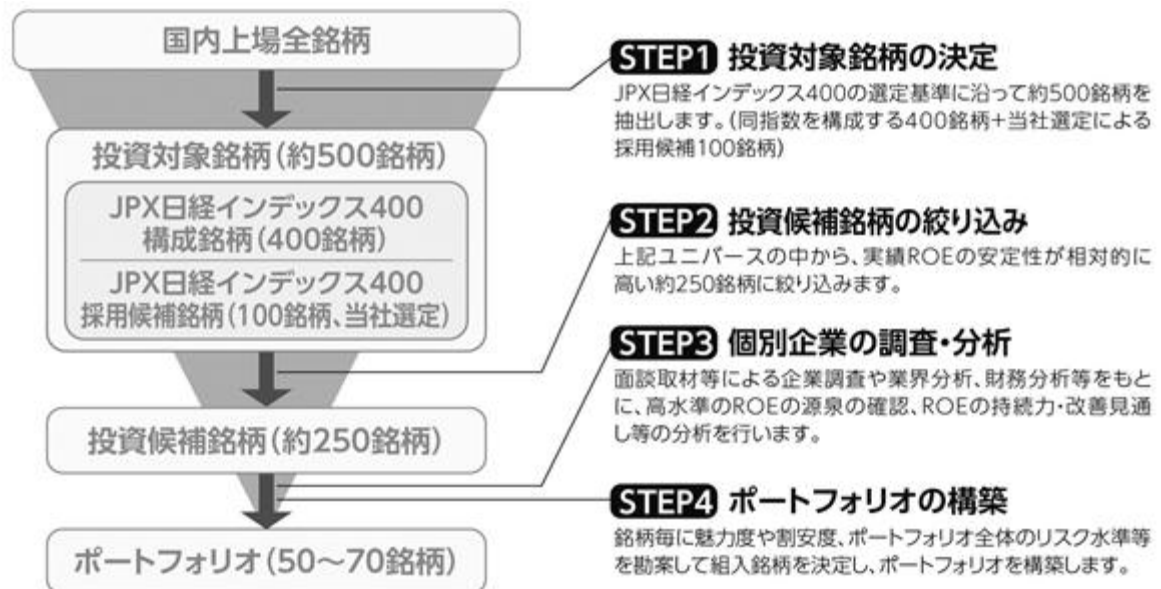 国内上場全銘柄
投資対象銘柄(約500銘柄)
JPX日経インデックス400
構成銘柄(400銘柄)
JPX日経インデックス400
採用候補銘柄(100銘柄、当社選定)
投資候補銘柄(約250銘柄)
ポートフォリオ(50～70銘柄)
STEP1 投資対象銘柄の決定
JPX日経インデックス400の選定基準に沿って約500銘柄を
抽出します。(同指数を構成する400銘柄+当社選定による
採用候補100銘柄)
STEP2 投資候補銘柄の絞り込み
上記ユニバースの中から、実績ROEの安定性が相対的に
高い約250銘柄に絞り込みます。
STEP3 個別企業の調査・分析
面談取材等による企業調査や業界分析、財務分析等をもと
に、高水準のROEの源泉の確認、ROEの持続力・改善見通
し等の分析を行います。
STEP4 ポートフォリオの構築
銘柄毎に魅力度や割安度、ポートフォリオ全体のリスク水準等
を勘案して組入銘柄を決定し、ポートフォリオを構築します。